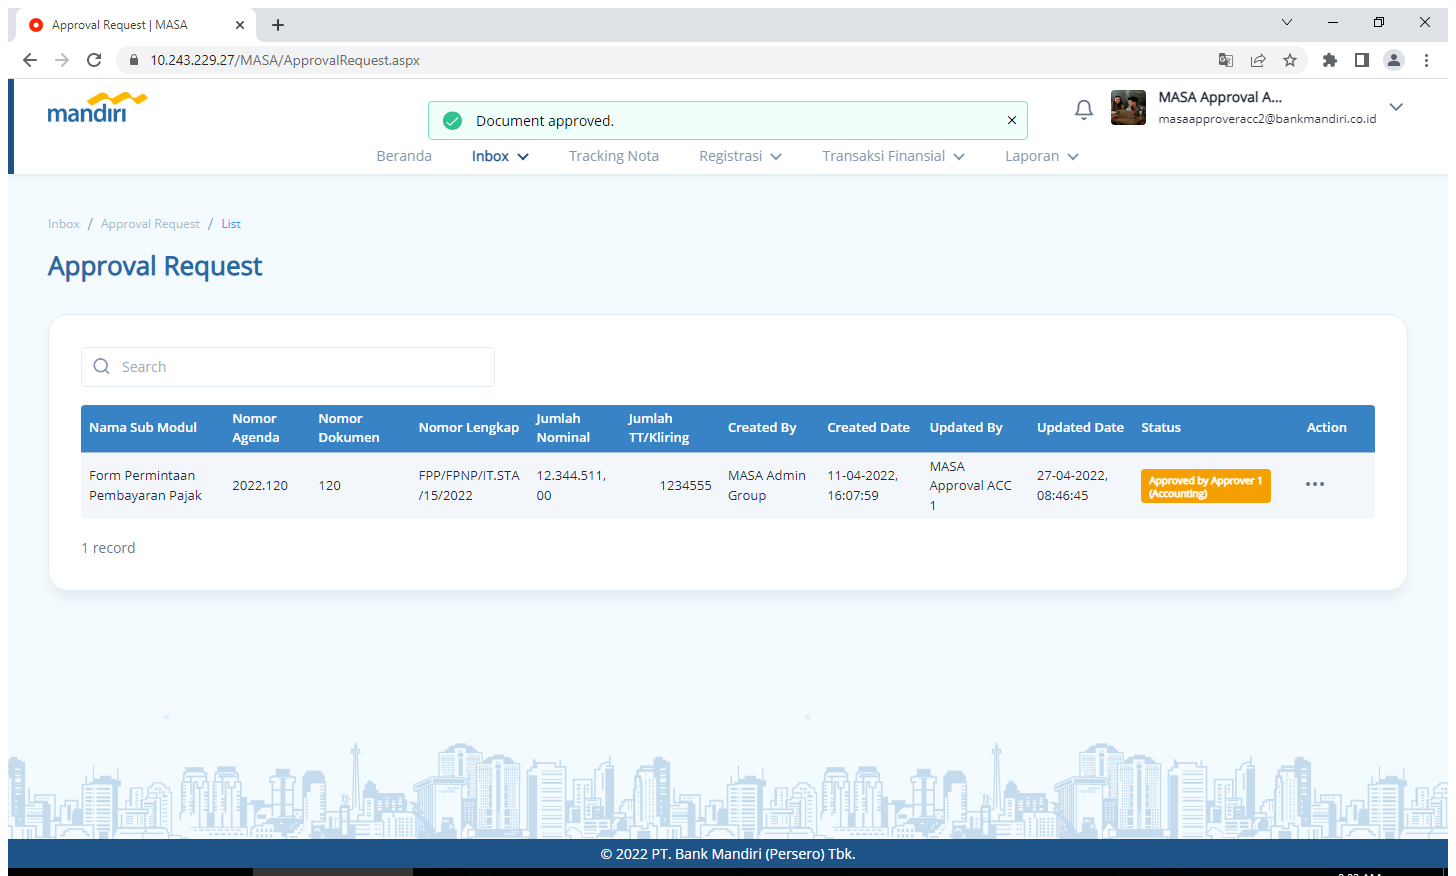 Approval Request | MASA
10.243.229.27/MASA/ApprovalRequest.aspx
mandiri
Document approved.
MASA Approval A...
masaapproveracc2@bankmandiri.co.id
Beranda Inbox Tracking Nota Registrasi Transaksi Finansial Laporan
Inbox / Approval Request / List
Approval Request
Search
Nama Sub Modul
Nomor
Agenda
Nomor
Dokumen
Nomor Lengkap
Jumlah
Nominal
Jumlah
TT/Kliring
Created By
Created Date
Updated By
Updated Date
Status
Action
Form Permintaan
Pembayaran Pajak
2022.120
120
FPP/FPNP/IT.STA
/15/2022
12.344.511,
00
1234555
MASA Admin
Group
11-04-2022,
16:07:59
MASA
Approval ACC
1
27-04-2022,
08:46:45
Approved by Approver 1
(Accounting)
1 record
© 2022 PT. Bank Mandiri (Persero) Tbk.